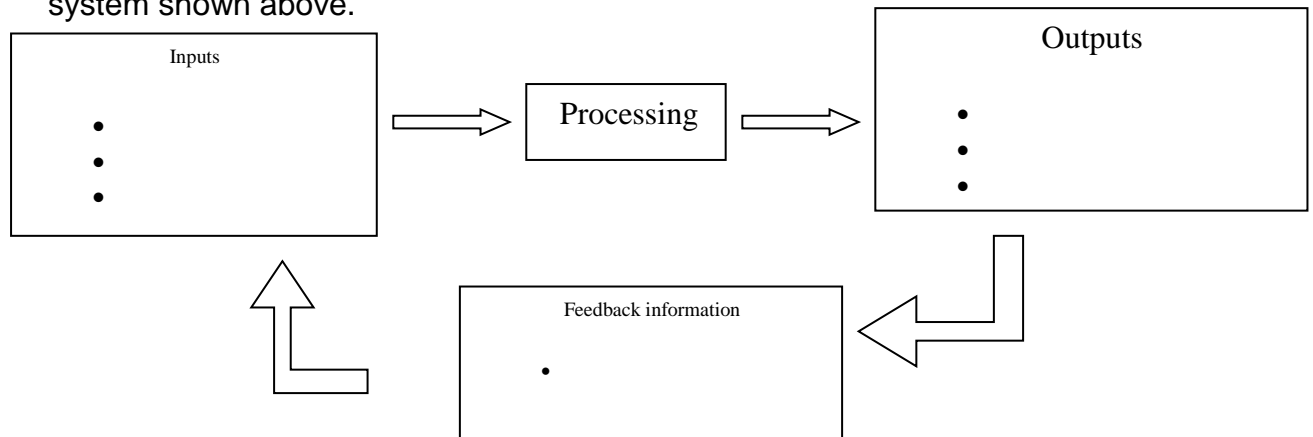 system shown above.
Inputs
•
•
•
Processing
Outputs
•
•
•
Feedback information
•